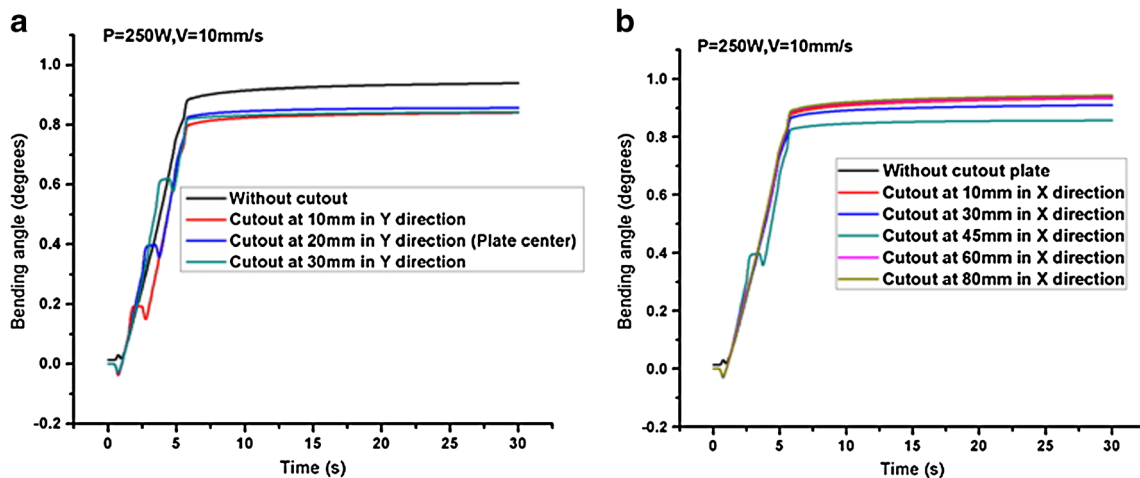 a
P=250W,V=10mm/s
Bending angle (degrees)
1.0
0.8
0.6
0.4
0.2
0.0
-0.2
Without cutout
Cutout at 10mm in Y direction
Cutout at 20mm in Y direction (Plate center)
Cutout at 30mm in Y direction
0 5 10 15 20 25 30
Time (s)
b
P=250W,V=10mm/s
Bending angle (degrees)
1.0
0.8
0.6
0.4
0.2
0.0
-0.2
Without cutout plate
Cutout at 10mm in X direction
Cutout at 30mm in X direction
Cutout at 45mm in X direction
Cutout at 60mm in X direction
Cutout at 80mm in X direction
0 5 10 15 20 25 30
Time (s)